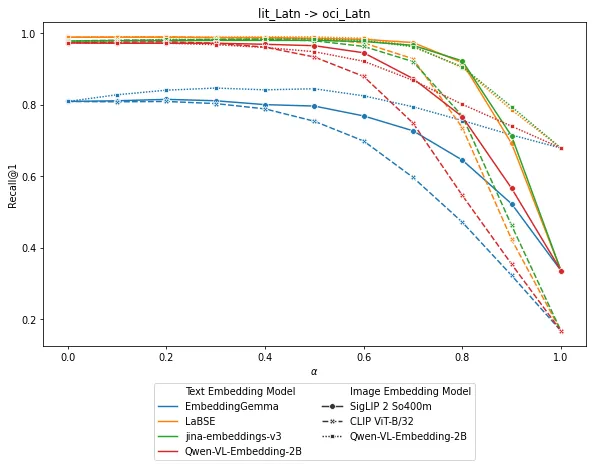 lit_Latn -> oci_Latn
Recall@1
1.0
0.8
0.6
0.4
0.2
0.0 0.2 0.4 0.6 0.8 1.0
α
Text Embedding Model
EmbeddingGemma
LaBSE
jina-embeddings-v3
Qwen-VL-Embedding-2B
Image Embedding Model
SigLIP 2 So400m
CLIP ViT-B/32
Qwen-VL-Embedding-2B